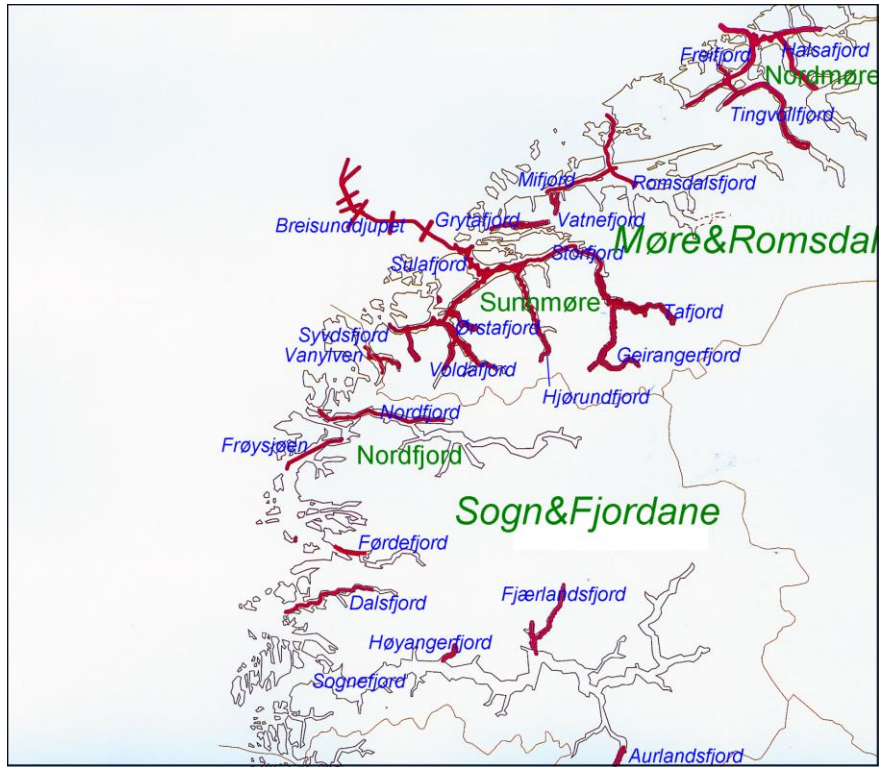 Freifjord
Halsafjord
Nordmøre
Tingvollfjord
Mifjord
Romsdalsfjord
Breisunddjupet
Grytafjord
Vatnefjord
Møre&Romsdal
Storfjord
Sulafjord
Sunnmøre
Tafjord
Syvdsfjord
Ørstafjord
Vanylven
Voldafjord
Geirangerfjord
Hjørundfjord
Nordfjord
Frøysjøen
Nordfjord
Sogn&Fjordane
Førdefjord
Dalsfjord
Fjærlandsfjord
Høyangerfjord
Sognefjord
Aurlandsfjord